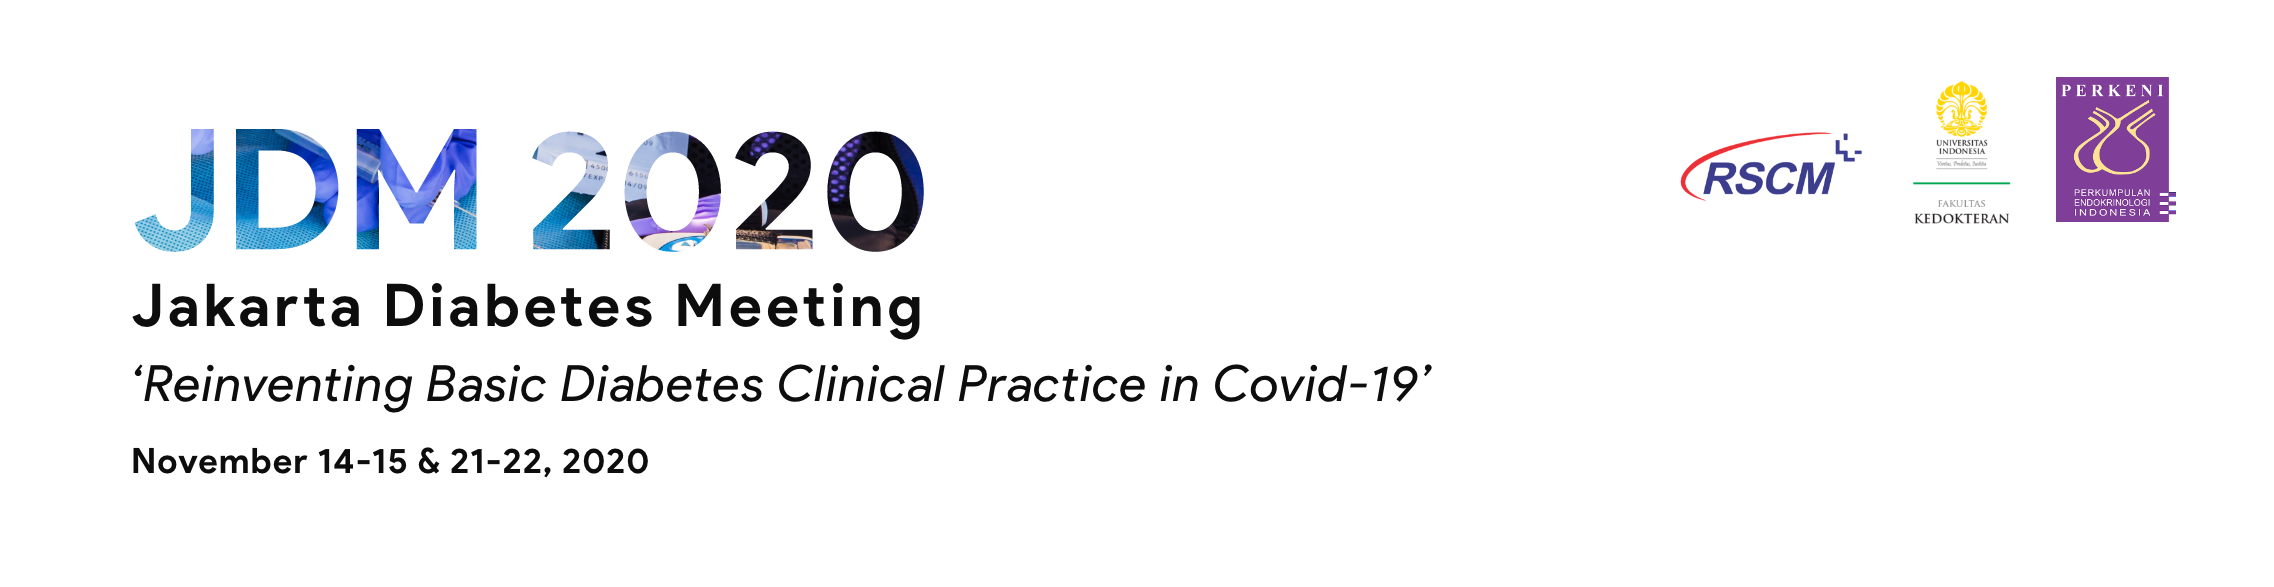 JDM 2020
Jakarta Diabetes Meeting
‘Reinventing Basic Diabetes Clinical Practice in Covid-19’
November 14-15 & 21-22, 2020
RSCM
UNIVERSITAS
INDONESIA
Veritas, Probitas, Iustitia
FAKULTAS
KEDOKTERAN
PERKENI
PERKUMPULAN
ENDOKRINOLOGI
INDONESIA